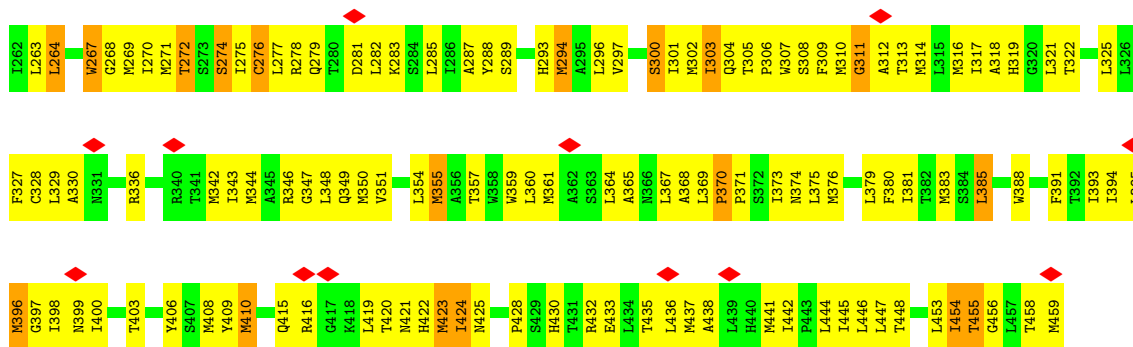 I262 L263 L264 W267 G268 M269 I270 M271 T272 S273 S274 I275 C276 L277 R278 Q279 T280 D281 L282 K283 S284 L285 I286 A287 Y288 S289 H293 M294 A295 L296 V297 S300 I301 M302 I303 Q304 T305 P306 W307 S308 F309 M310 G311 A312 T313 M314 L315 M316 I317 A318 H319 G320 L321 T322 L325 L326
F327 C328 L329 A330 N331 R336 R340 T341 M342 I343 M344 A345 R346 G347 L348 Q349 M350 V351 L354 M355 A356 T357 W358 W359 L360 M361 A362 S363 L364 A365 N366 L367 A368 L369 P370 P371 S372 I373 N374 L375 M376 L379 F380 I381 T382 M383 S384 L385 W388 F391 T392 I393 I394
M396 G397 I398 N399 I400 T403 Y406 S407 M408 Y409 M410 Q415 R416 G417 K418 L419 T420 N421 H422 M423 I424 N425 P428 S429 H430 T431 R432 E433 L434 T435 L436 M437 A438 L439 H440 M441 I442 P443 L444 I445 L446 L447 T448 L453 I454 T455 G456 L457 T458 M459